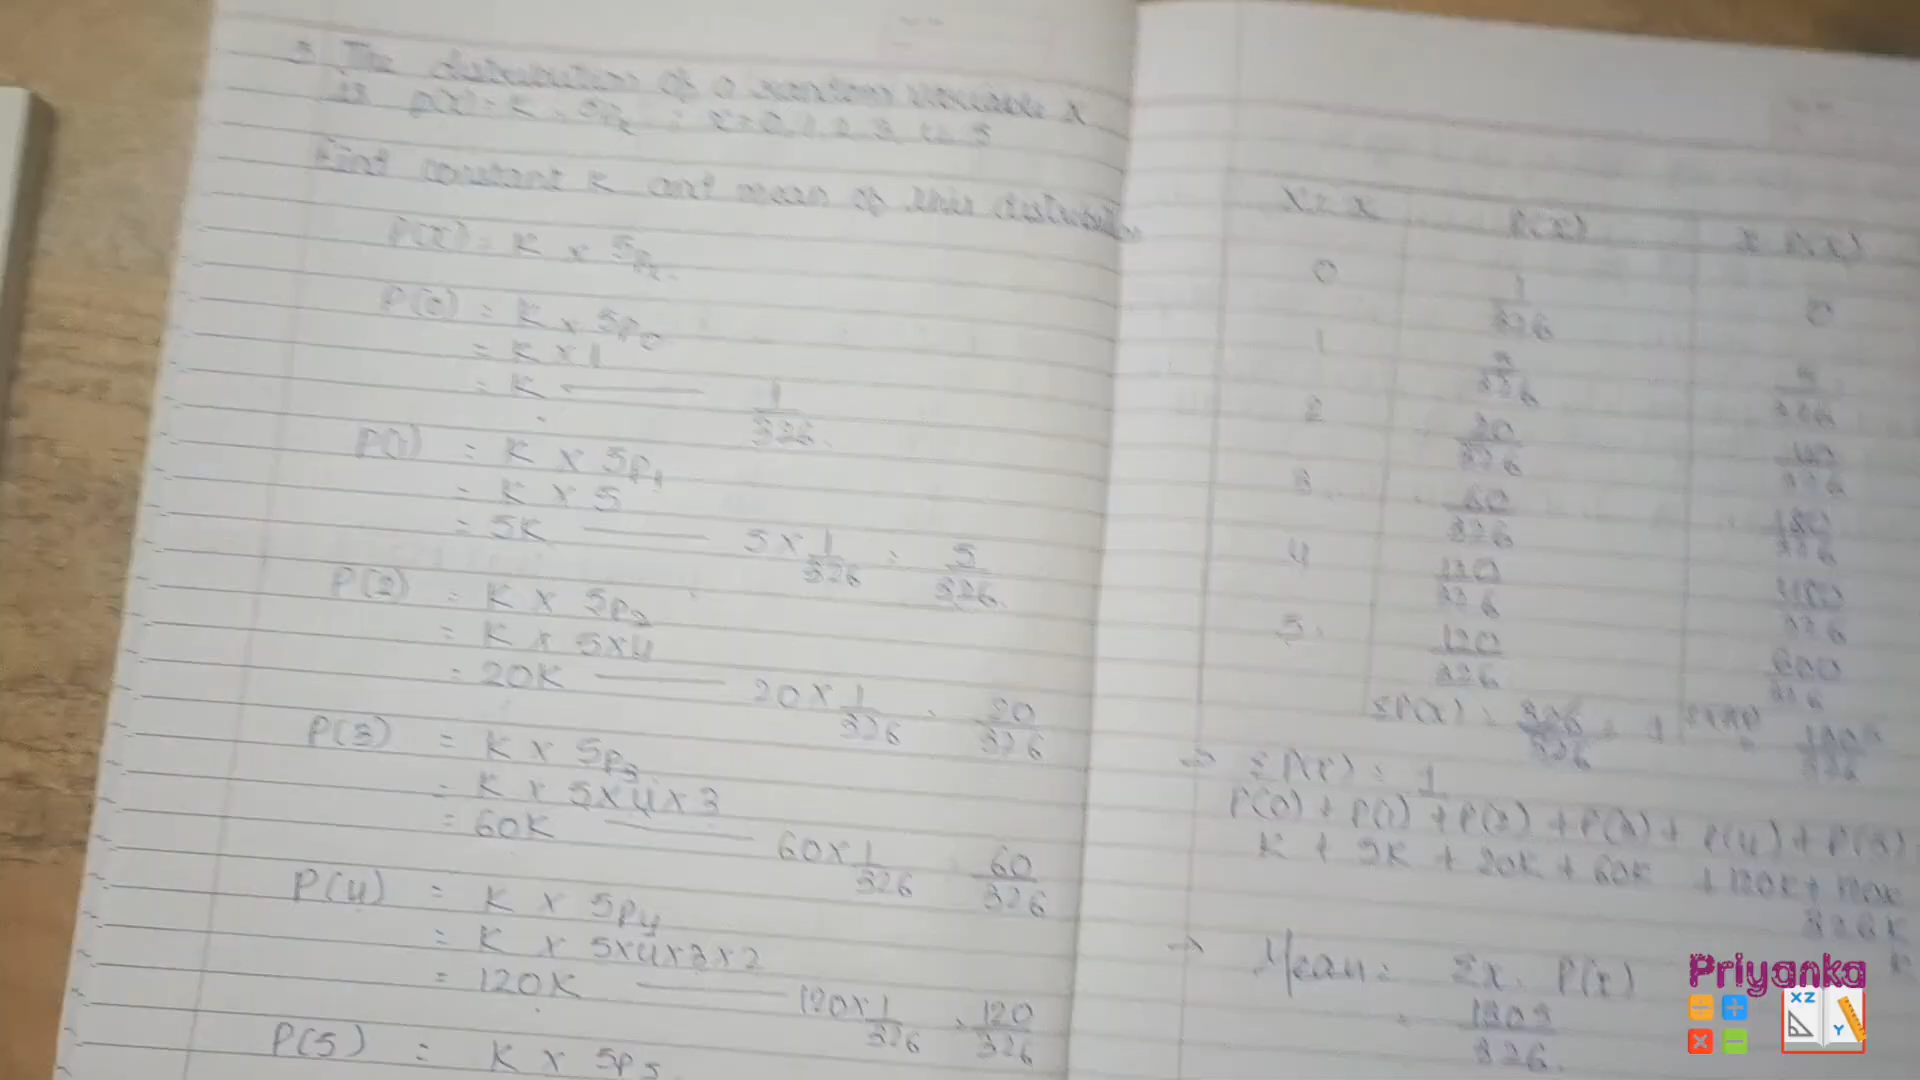 3 The distribution of a random variable X
is P(x) = K . 5Px ; x = 0, 1, 2, 3, 4, 5
Find constant K and mean of this distribution
P(x) = K x 5Px.
P(0) = K x 5P0
= K x 1
= K —— 1/326.
P(1) = K x 5P1
= K x 5
= 5K —— 5 x 1/326 = 5/326.
P(2) = K x 5P2
= K x 5x4
= 20K —— 20 x 1/326 = 20/326
P(3) = K x 5P3
= K x 5x4x3
= 60K —— 60x 1/326 = 60/326
P(4) = K x 5P4
= K x 5x4x3x2
= 120K —— 120x 1/326 = 120/326
P(5) = K x 5P5
X = x P(x) x P(x)
0 1/326 0
1 5/326 5/326
2 20/326 40/326
3. 60/326 180/326
4 120/326 480/326
5. 120/326 600/326
ΣP(x) = 326/326 = 1 1305/326
→ ΣP(x) = 1
P(0) + P(1) + P(2) + P(3) + P(4) + P(5)
K + 5K + 20K + 60K + 120K + 120K
326K
K
→ Mean = Σx. P(x)
= 1305/326.
Priyanka
XZ
Y